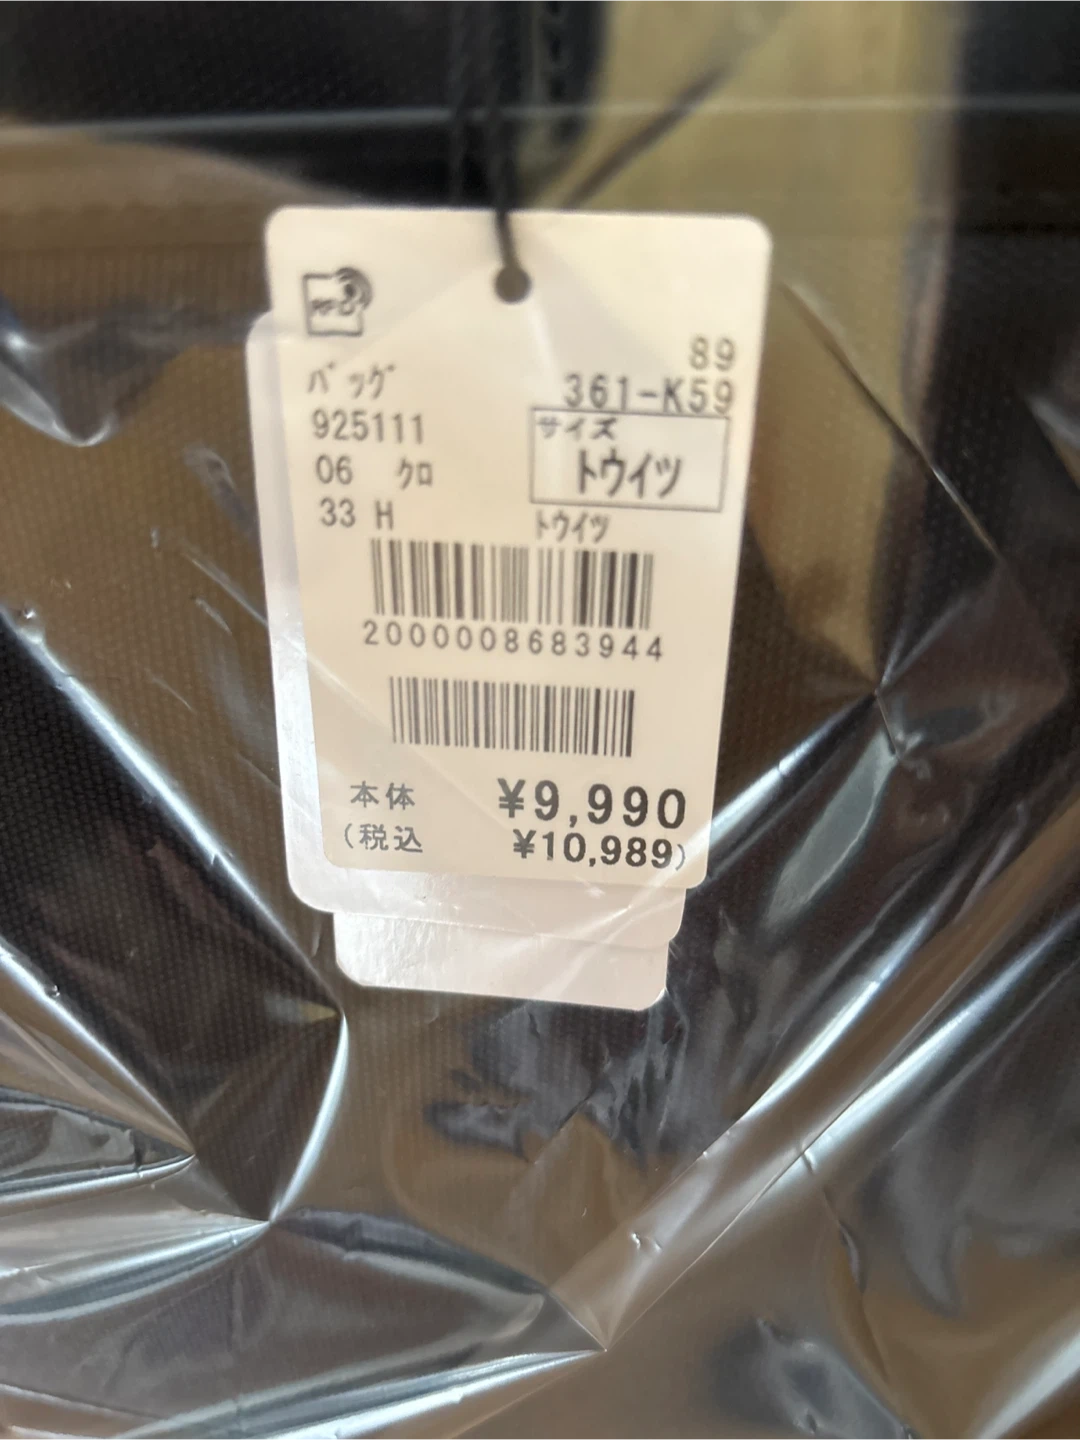 RFID
89
バッグ 361-K59
925111 サイズ
06 クロ トウイツ
33 H トウイツ
2000008683944
本体 ¥9,990
(税込 ¥10,989)